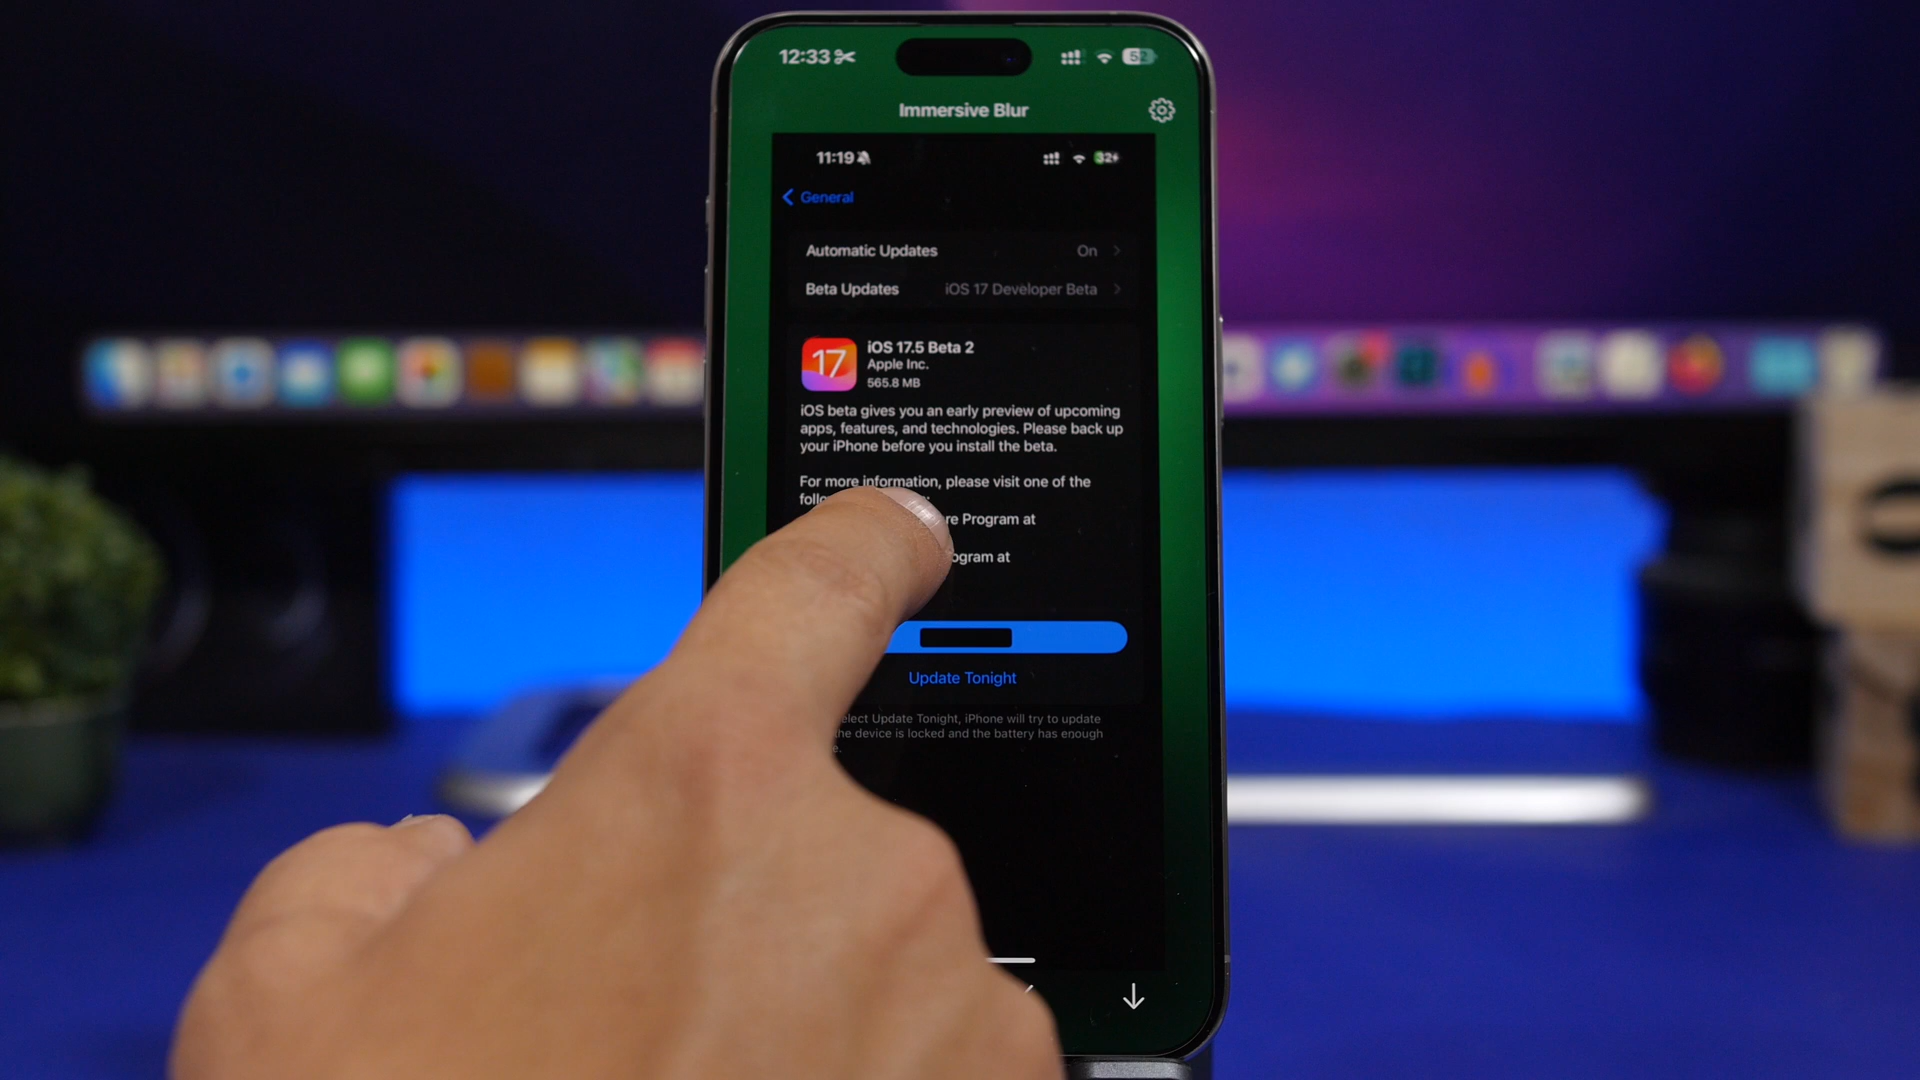 12:33
52
Immersive Blur
11:19
32
General
Automatic Updates On
Beta Updates iOS 17 Developer Beta
17
iOS 17.5 Beta 2
Apple Inc.
565.8 MB
iOS beta gives you an early preview of upcoming
apps, features, and technologies. Please back up
your iPhone before you install the beta.
For more information, please visit one of the
Program at
at
Update Tonight
Update Tonight, iPhone will try to update
the device is locked and the battery has enough